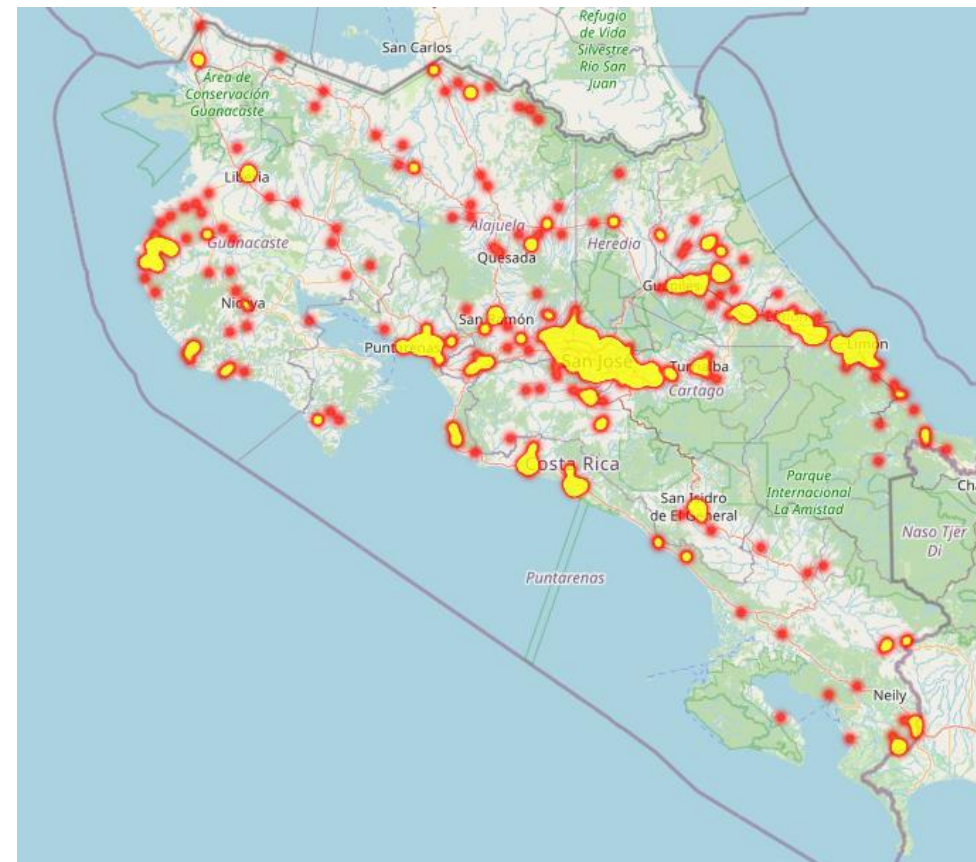 Refugio
de Vida
Silvestre
Río San
Juan
San Carlos
Área de
Conservación
Guanacaste
Liberia
Alajuela
Guanacaste
Heredia
Quesada
Nicoya
San Ramón
Puntarenas
San José
Turrialba
Limón
Cartago
Costa Rica
Parque
Internacional
La Amistad
San Isidro
de El General
Naso Tjër
Di
Puntarenas
Neily